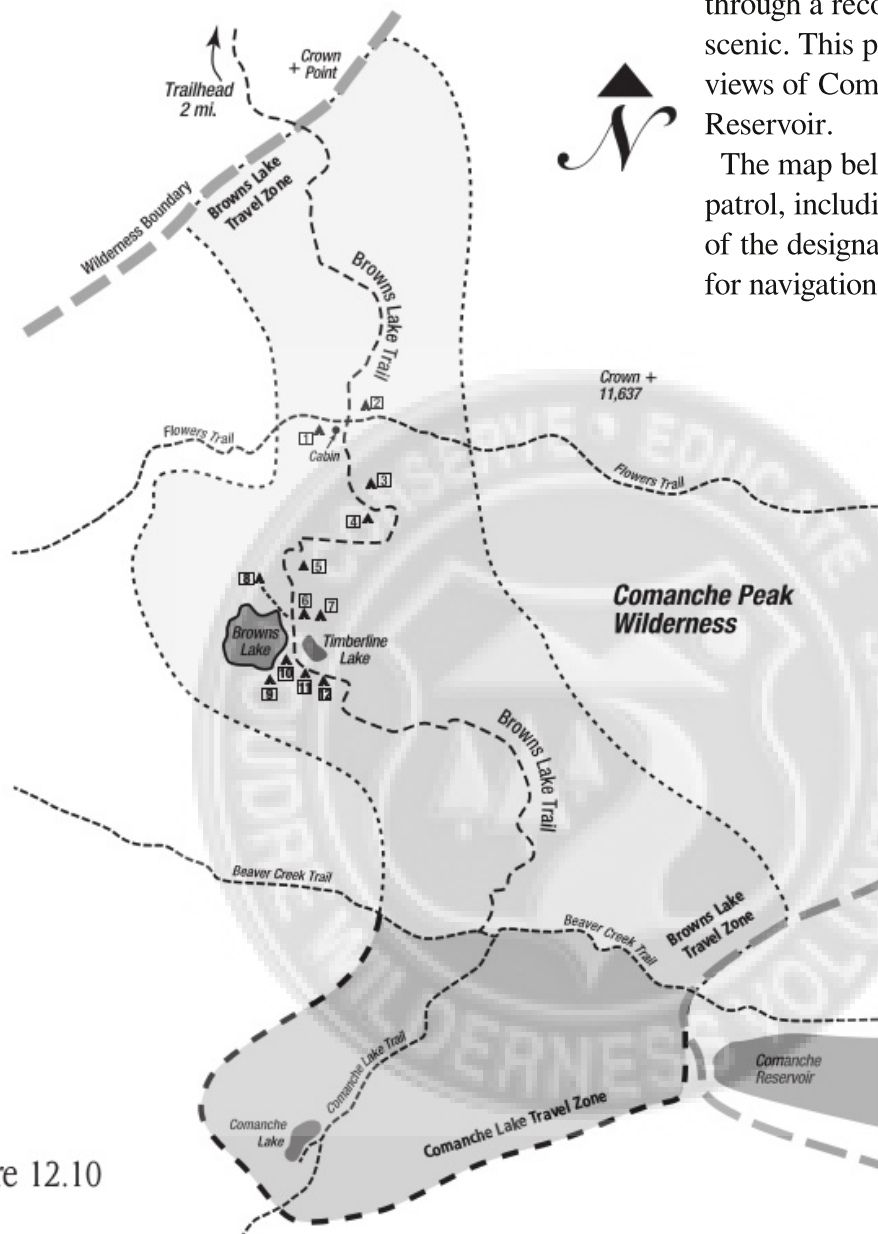 through a reco
scenic. This p
views of Com
Reservoir.
The map bel
patrol, includi
of the designa
for navigation
N
Crown
Point
Trailhead
2 mi.
Wilderness Boundary
Browns Lake
Travel Zone
Browns Lake Trail
Crown
11,637
2
1
Cabin
Flowers Trail
Flowers Trail
3
4
5
8
6
7
Browns
Lake
Timberline
Lake
10
9
11
12
Comanche Peak
Wilderness
Browns Lake Trail
Beaver Creek Trail
Beaver Creek Trail
Browns Lake
Travel Zone
Comanche Lake Trail
Comanche
Lake
Comanche Lake Travel Zone
Comanche
Reservoir
re 12.10
EDUCATE
WILDERNESS